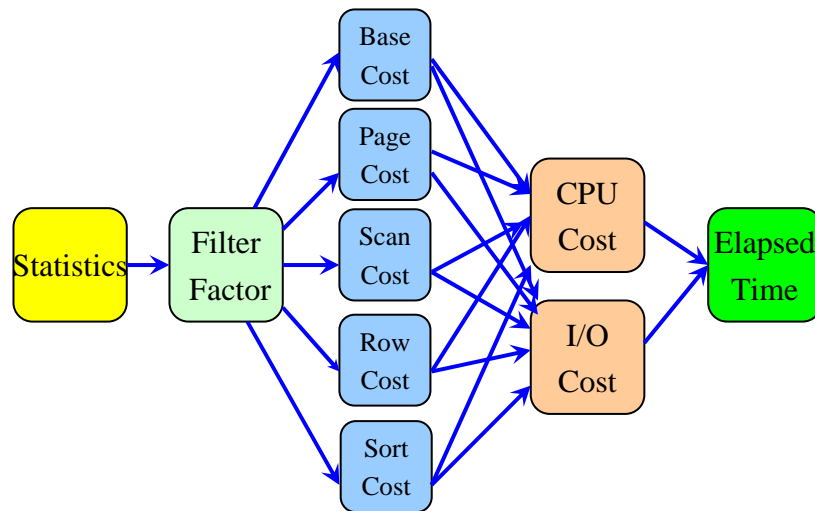 Statistics
Filter
Factor
Base
Cost
Page
Cost
Scan
Cost
Row
Cost
Sort
Cost
CPU
Cost
I/O
Cost
Elapsed
Time